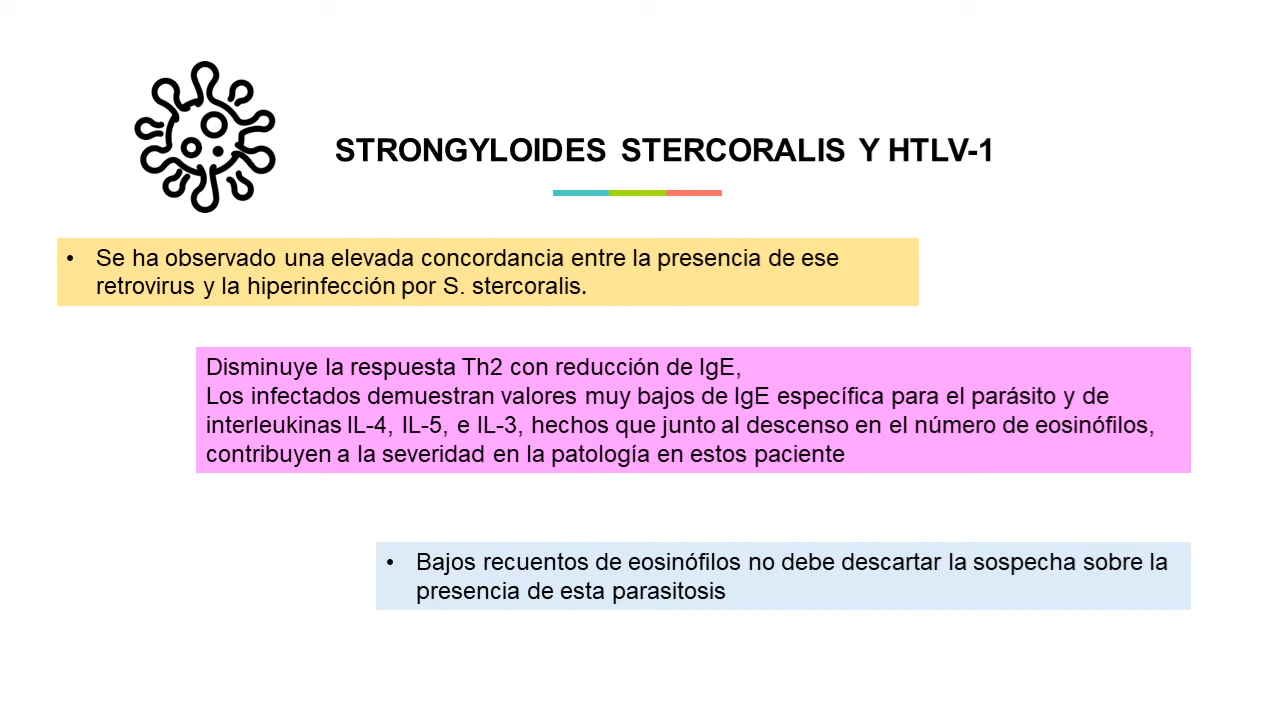 STRONGYLOIDES STERCORALIS Y HTLV-1
• Se ha observado una elevada concordancia entre la presencia de ese
retrovirus y la hiperinfección por S. stercoralis.
Disminuye la respuesta Th2 con reducción de IgE,
Los infectados demuestran valores muy bajos de IgE específica para el parásito y de
interleukinas IL-4, IL-5, e IL-3, hechos que junto al descenso en el número de eosinófilos,
contribuyen a la severidad en la patología en estos paciente
• Bajos recuentos de eosinófilos no debe descartar la sospecha sobre la
presencia de esta parasitosis